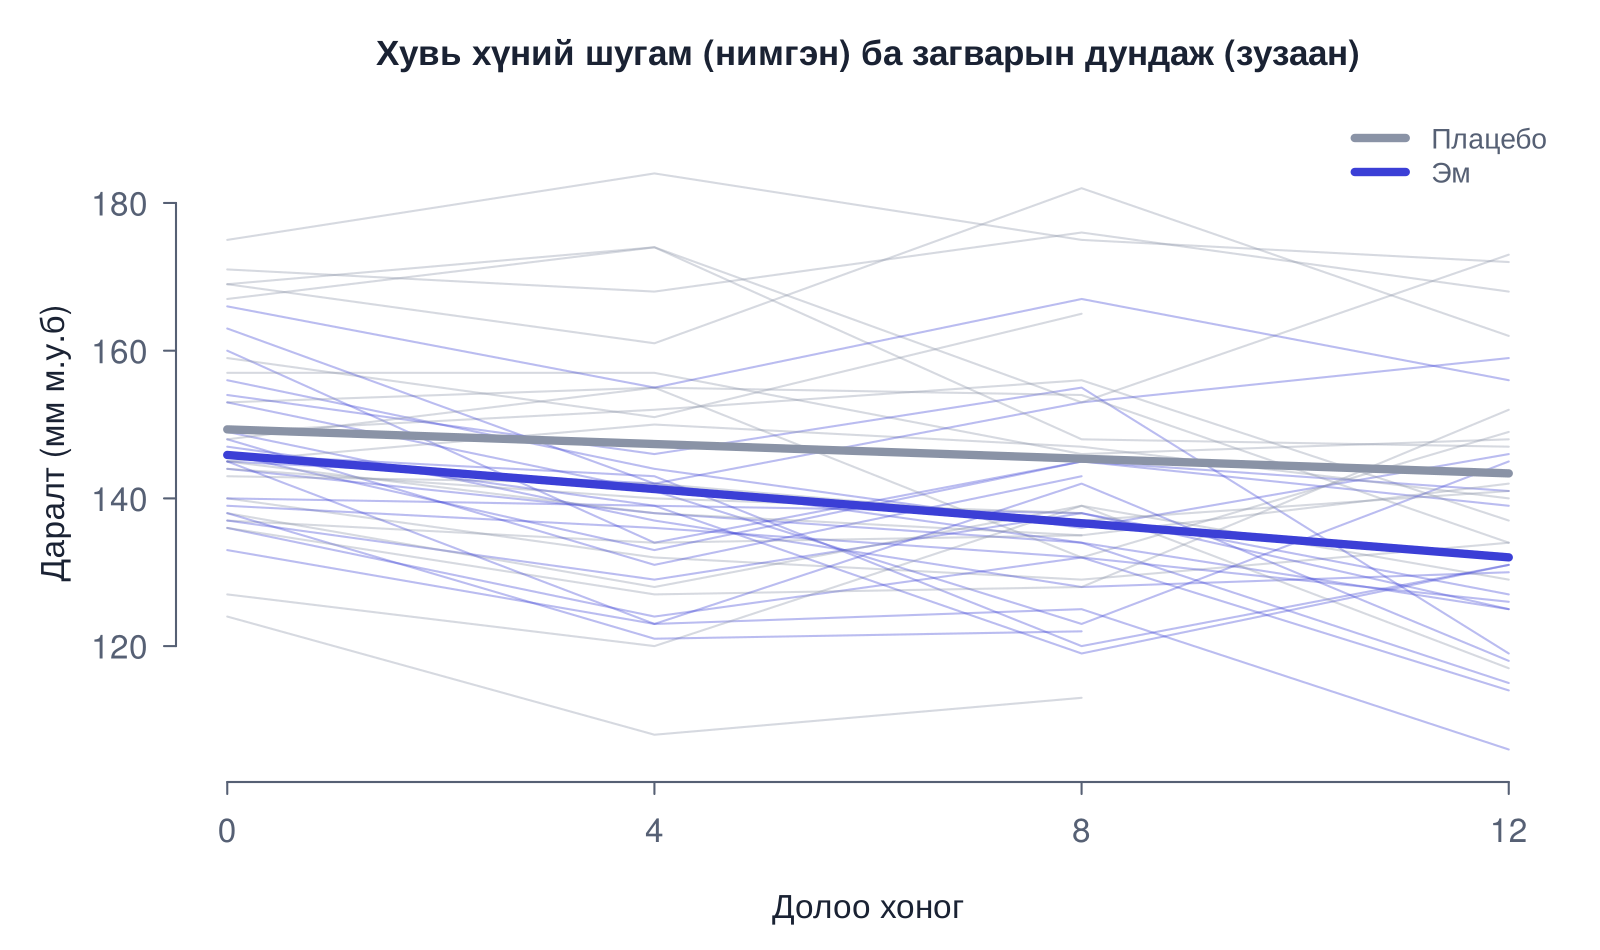 Хувь хүний шугам (нимгэн) ба загварын дундаж (зузаан)
Плацебо
Эм
180
160
140
120
Даралт (мм м.у.б)
0 4 8 12
Долоо хоног